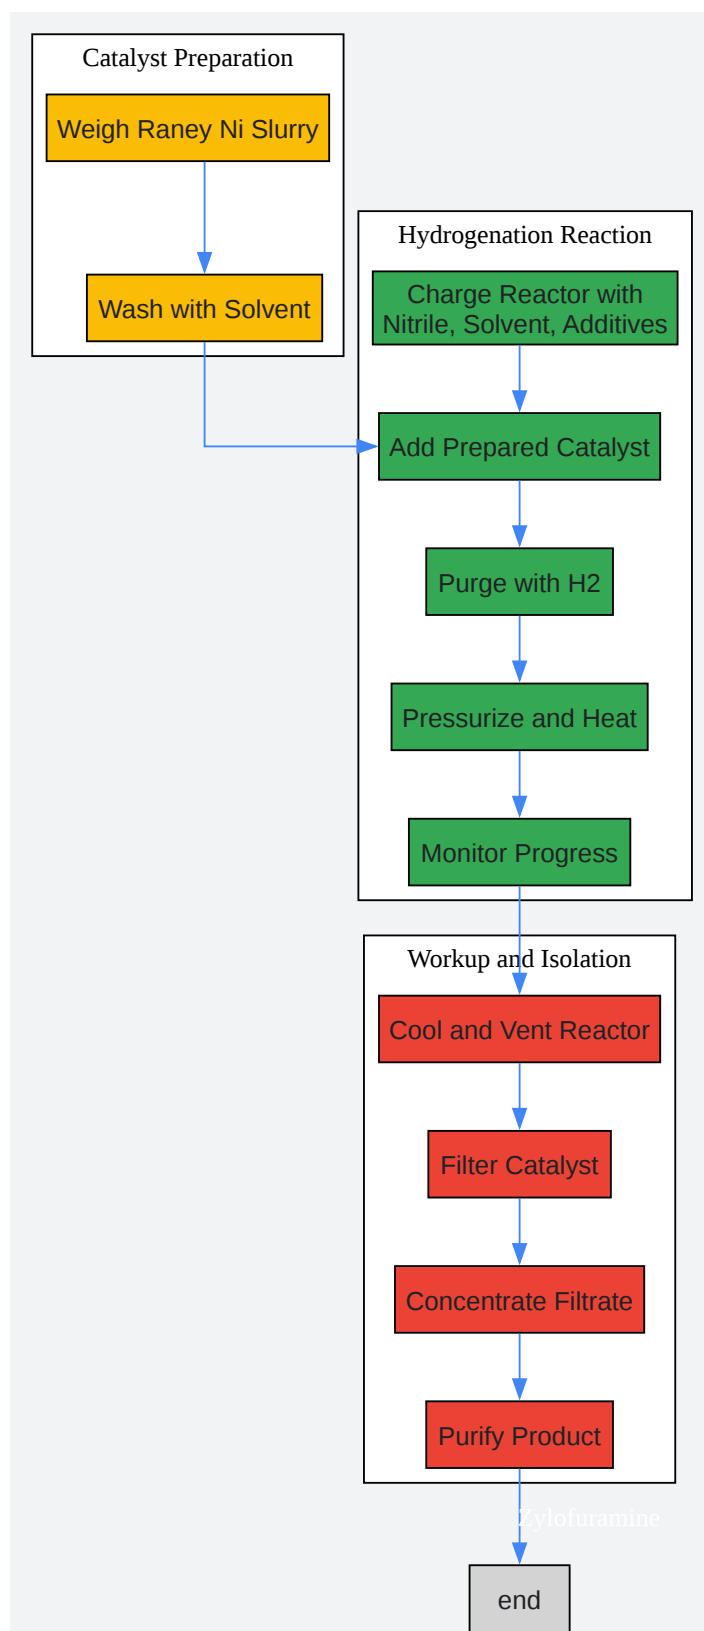 Catalyst Preparation
Weigh Raney Ni Slurry
Wash with Solvent
Hydrogenation Reaction
Charge Reactor with
Nitrile, Solvent, Additives
Add Prepared Catalyst
Purge with H2
Pressurize and Heat
Monitor Progress
Workup and Isolation
Cool and Vent Reactor
Filter Catalyst
Concentrate Filtrate
Purify Product
Zylofuramine
end